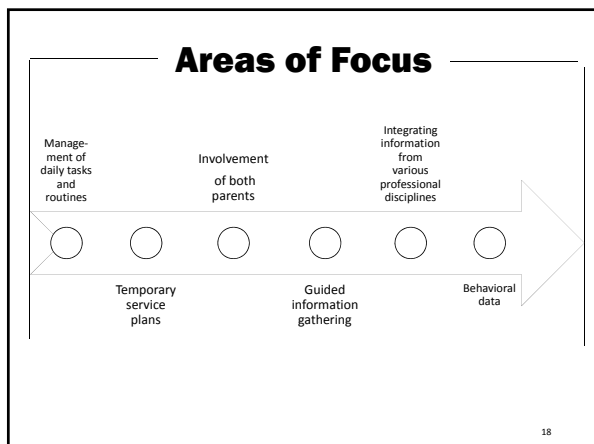 Areas of Focus
Manage-
ment of
daily tasks
and
routines
Temporary
service
plans
Involvement
of both
parents
Guided
information
gathering
Integrating
information
from
various
professional
disciplines
Behavioral
data
18